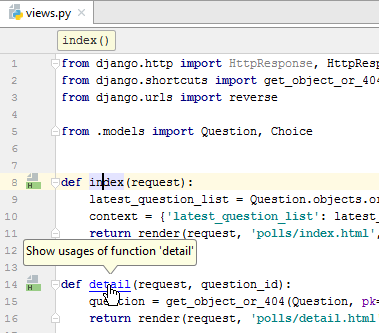 views.py
index()
1 from django.http import HttpResponse, HttpResp
2 from django.shortcuts import get_object_or_404
3 from django.urls import reverse
4
5 from .models import Question, Choice
6
7
8 def index(request):
9 latest_question_list = Question.objects.or
10 context = {'latest_question_list': latest_
11 return render(request, 'polls/index.html',
Show usages of function 'detail'
14 def detail(request, question_id):
15 question = get_object_or_404(Question, pk=
16 return render(request, 'polls/detail.html